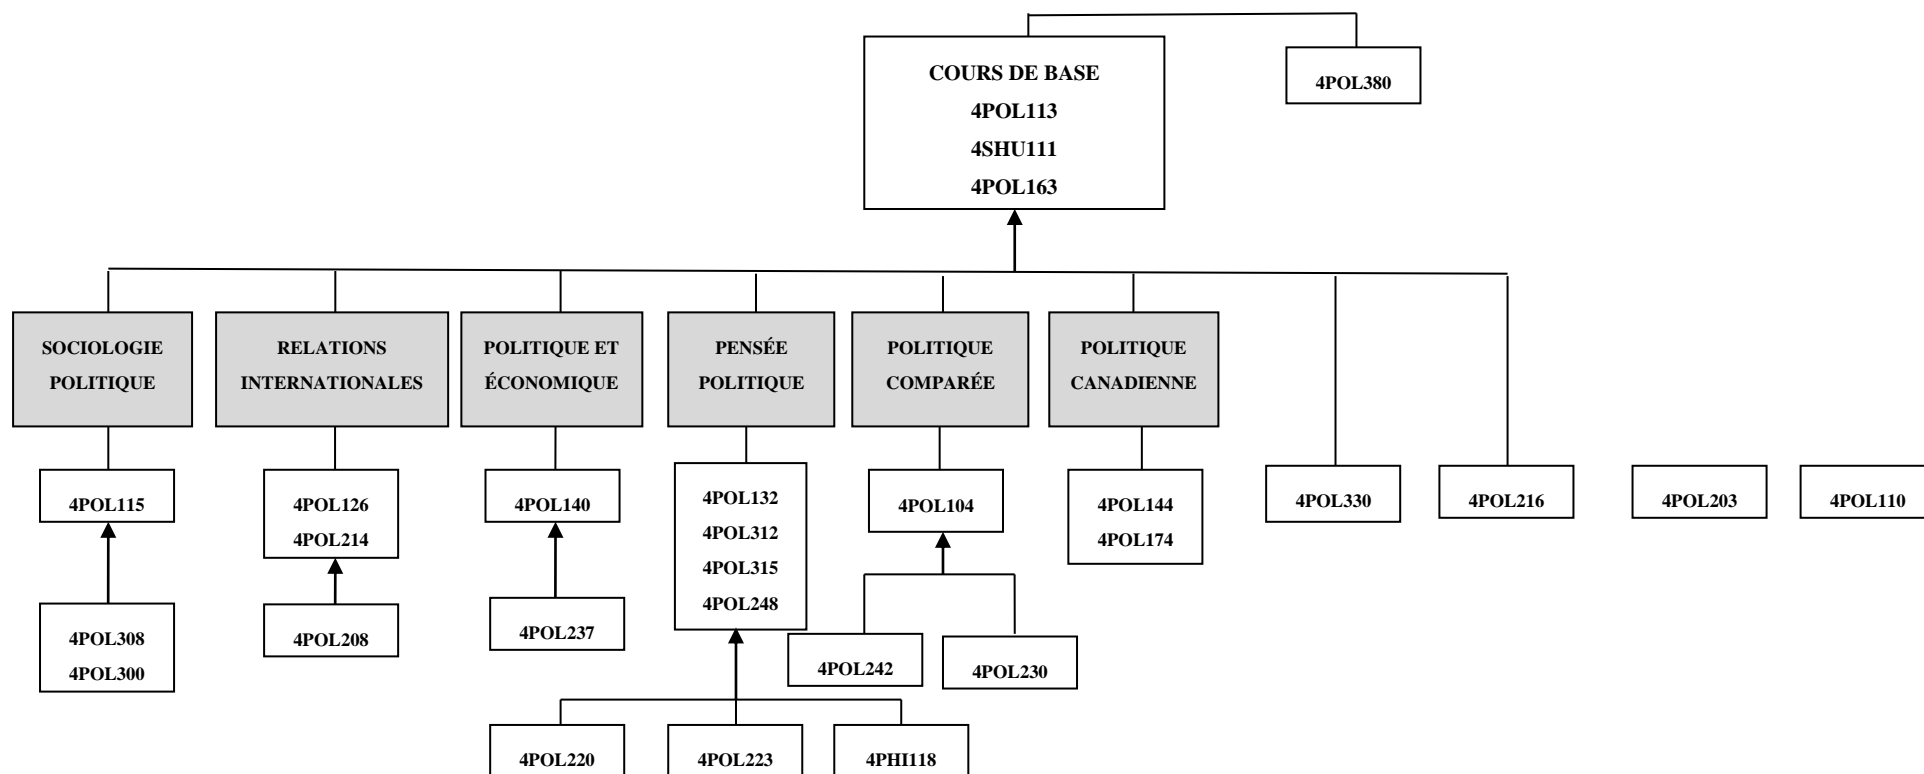 COURS DE BASE
4POL113
4SHU111
4POL163
4POL380
SOCIOLOGIE
POLITIQUE
RELATIONS
INTERNATIONALES
POLITIQUE ET
ÉCONOMIQUE
PENSÉE
POLITIQUE
POLITIQUE
COMPARÉE
POLITIQUE
CANADIENNE
4POL115
4POL126
4POL214
4POL140
4POL132
4POL312
4POL315
4POL248
4POL104
4POL144
4POL174
4POL330
4POL216
4POL203
4POL110
4POL308
4POL300
4POL208
4POL237
4POL242
4POL230
4POL220
4POL223
4PHI118